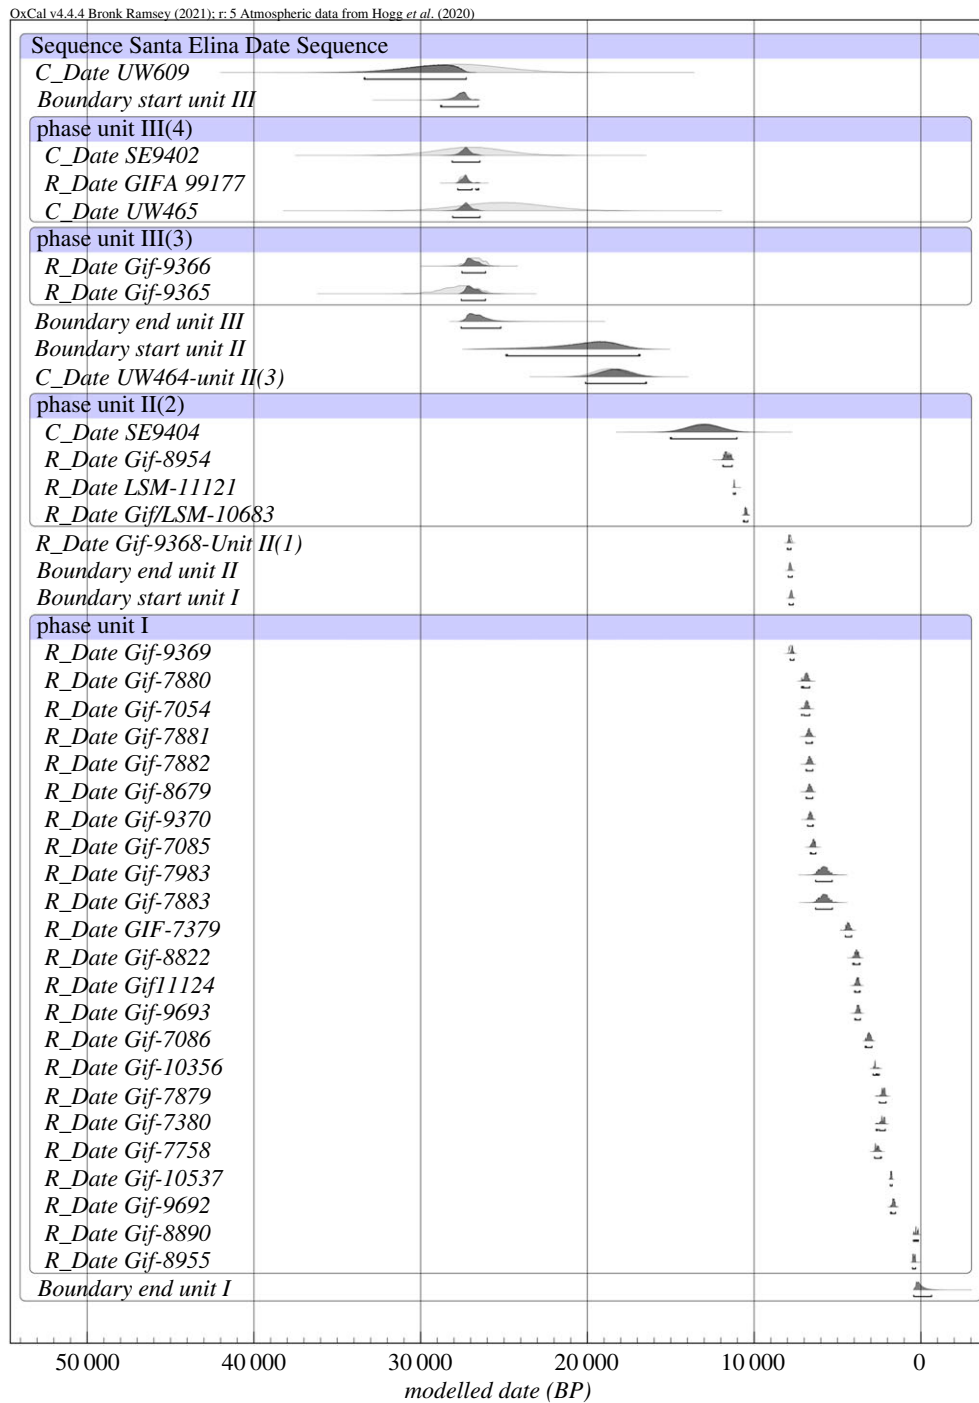 OxCal v4.4.4 Bronk Ramsey (2021); r: 5 Atmospheric data from Hogg et al. (2020)
Sequence Santa Elina Date Sequence
C_Date UW609
Boundary start unit III
phase unit III(4)
C_Date SE9402
R_Date GIFA 99177
C_Date UW465
phase unit III(3)
R_Date Gif-9366
R_Date Gif-9365
Boundary end unit III
Boundary start unit II
C_Date UW464-unit II(3)
phase unit II(2)
C_Date SE9404
R_Date Gif-8954
R_Date LSM-11121
R_Date Gif/LSM-10683
R_Date Gif-9368-Unit II(1)
Boundary end unit II
Boundary start unit I
phase unit I
R_Date Gif-9369
R_Date Gif-7880
R_Date Gif-7054
R_Date Gif-7881
R_Date Gif-7882
R_Date Gif-8679
R_Date Gif-9370
R_Date Gif-7085
R_Date Gif-7983
R_Date Gif-7883
R_Date GIF-7379
R_Date Gif-8822
R_Date Gif11124
R_Date Gif-9693
R_Date Gif-7086
R_Date Gif-10356
R_Date Gif-7879
R_Date Gif-7380
R_Date Gif-7758
R_Date Gif-10537
R_Date Gif-9692
R_Date Gif-8890
R_Date Gif-8955
Boundary end unit I
50 000 40 000 30 000 20 000 10 000 0
modelled date (BP)